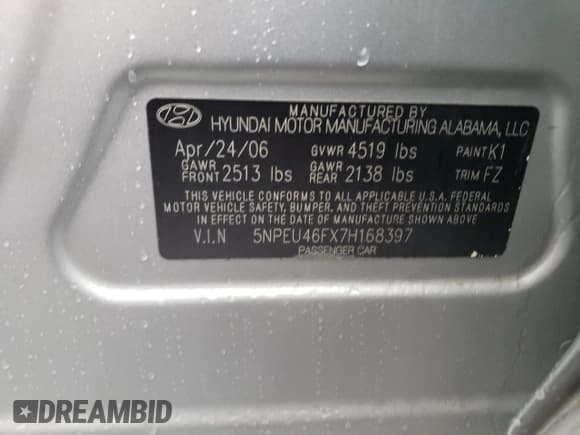 MANUFACTURED BY
HYUNDAI MOTOR MANUFACTURING ALABAMA, LLC
Apr/24/06 GVWR 4519 lbs PAINT K1
GAWR FRONT 2513 lbs GAWR REAR 2138 lbs TRIM FZ
THIS VEHICLE CONFORMS TO ALL APPLICABLE U.S.A. FEDERAL
MOTOR VEHICLE SAFETY, BUMPER, AND THEFT PREVENTION STANDARDS
IN EFFECT ON THE DATE OF MANUFACTURE SHOWN ABOVE
V.I.N 5NPEU46FX7H168397
PASSENGER CAR
DREAMBID